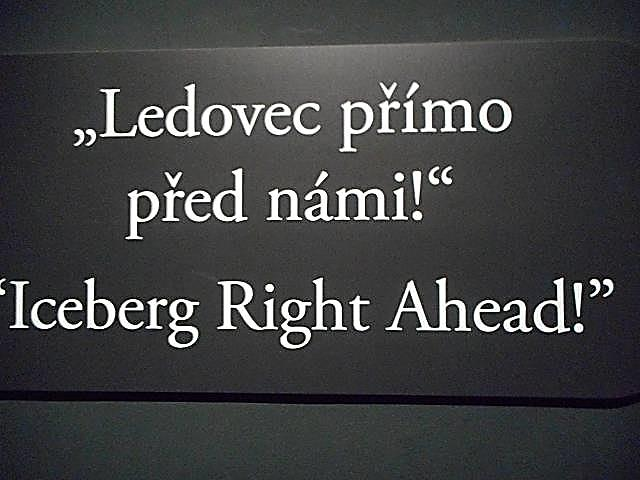 „Ledovec přímo
před námi!“
“Iceberg Right Ahead!”